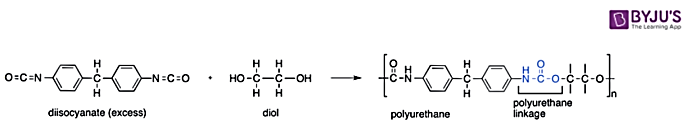 BYJU'S
The Learning App
O=C=N
H
C
H
N=C=O
+
H H
HO OH
H H
O
C
H
N
H
C
H
H
N
O
C
O
O
n
diisocyanate (excess)
diol
polyurethane
polyurethane
linkage